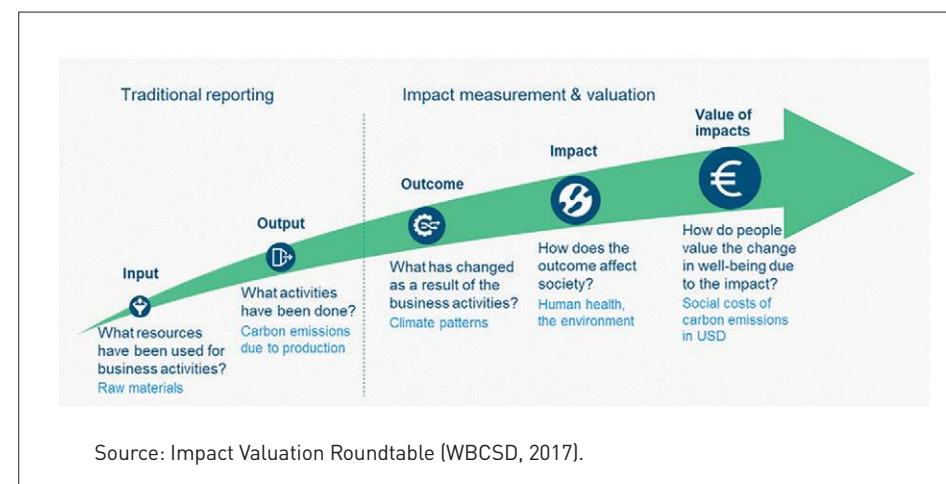 Traditional reporting
Impact measurement & valuation
Input
What resources
have been used for
business activities?
Raw materials
Output
What activities
have been done?
Carbon emissions
due to production
Outcome
What has changed
as a result of the
business activities?
Climate patterns
Impact
How does the
outcome affect
society?
Human health,
the environment
Value of
impacts
€
How do people
value the change
in well-being due
to the impact?
Social costs of
carbon emissions
in USD
Source: Impact Valuation Roundtable (WBCSD, 2017).